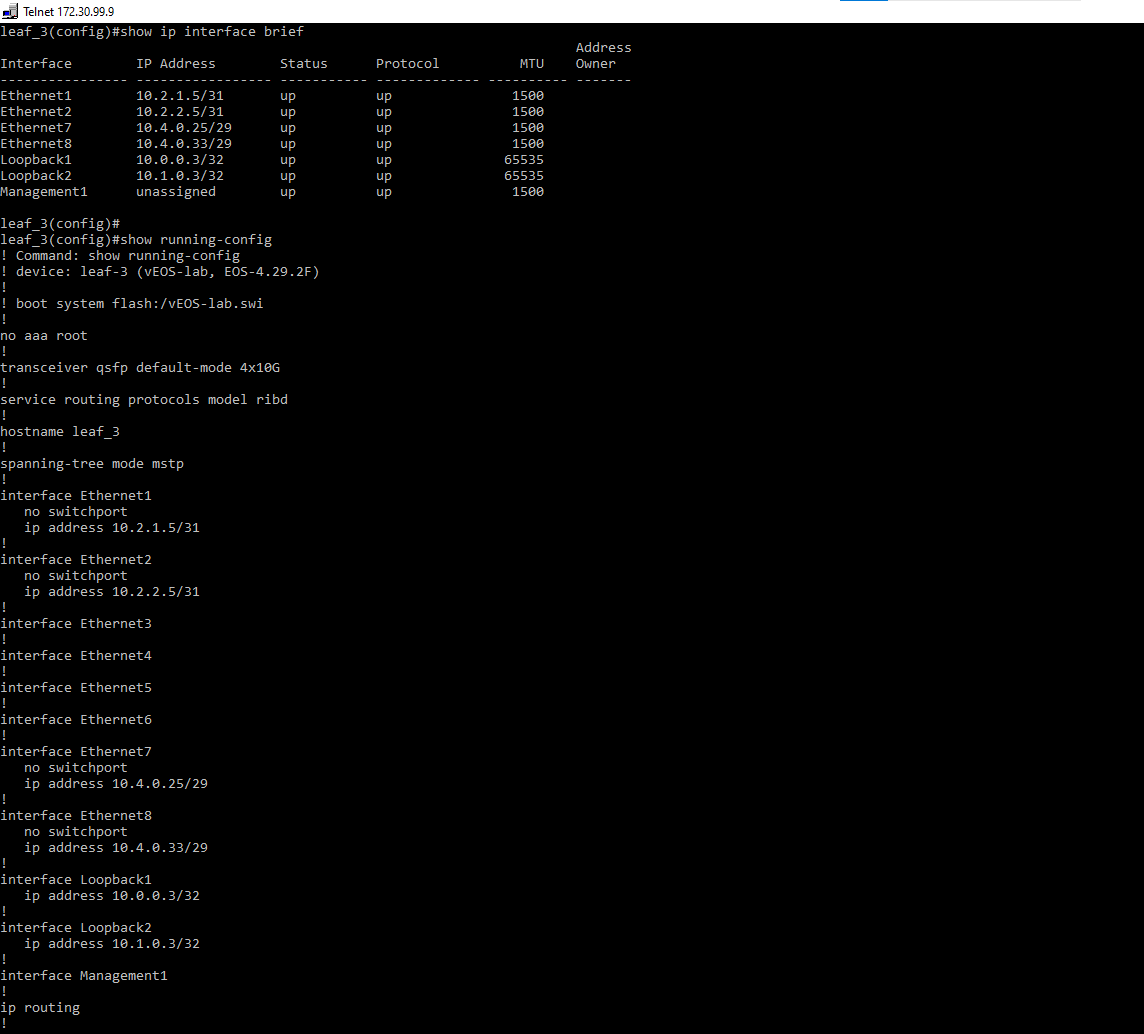 Telnet 172.30.99.9
leaf_3(config)#show ip interface brief
                                                                        Address
Interface        IP Address        Status      Protocol          MTU    Owner
---------------- ----------------- ----------- ------------- ---------- -------
Ethernet1        10.2.1.5/31       up          up               1500
Ethernet2        10.2.2.5/31       up          up               1500
Ethernet7        10.4.0.25/29      up          up               1500
Ethernet8        10.4.0.33/29      up          up               1500
Loopback1        10.0.0.3/32       up          up              65535
Loopback2        10.1.0.3/32       up          up              65535
Management1      unassigned        up          up               1500
leaf_3(config)#
leaf_3(config)#show running-config
! Command: show running-config
! device: leaf-3 (vEOS-lab, EOS-4.29.2F)
!
! boot system flash:/vEOS-lab.swi
!
no aaa root
!
transceiver qsfp default-mode 4x10G
!
service routing protocols model ribd
!
hostname leaf_3
!
spanning-tree mode mstp
!
interface Ethernet1
   no switchport
   ip address 10.2.1.5/31
!
interface Ethernet2
   no switchport
   ip address 10.2.2.5/31
!
interface Ethernet3
!
interface Ethernet4
!
interface Ethernet5
!
interface Ethernet6
!
interface Ethernet7
   no switchport
   ip address 10.4.0.25/29
!
interface Ethernet8
   no switchport
   ip address 10.4.0.33/29
!
interface Loopback1
   ip address 10.0.0.3/32
!
interface Loopback2
   ip address 10.1.0.3/32
!
interface Management1
!
ip routing
!